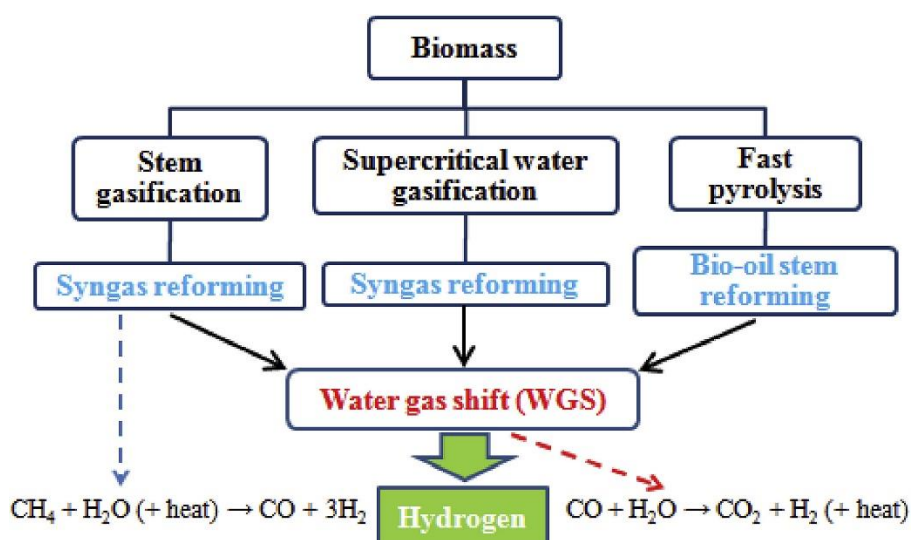 Biomass
Stem
gasification
Supercritical water
gasification
Fast
pyrolysis
Syngas reforming
Syngas reforming
Bio-oil stem
reforming
Water gas shift (WGS)
CH₄ + H₂O (+ heat) → CO + 3H₂
Hydrogen
CO + H₂O → CO₂ + H₂ (+ heat)